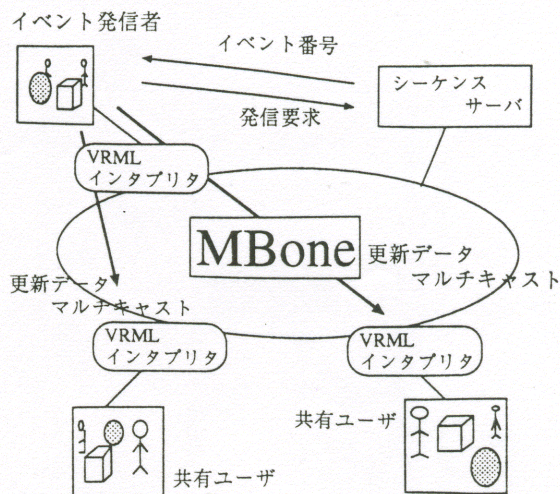 イベント発信者
イベント番号
発信要求
シーケンス
サーバ
VRML
インタプリタ
MBone
更新データ
マルチキャスト
更新データ
マルチキャスト
VRML
インタプリタ
VRML
インタプリタ
共有ユーザ
共有ユーザ